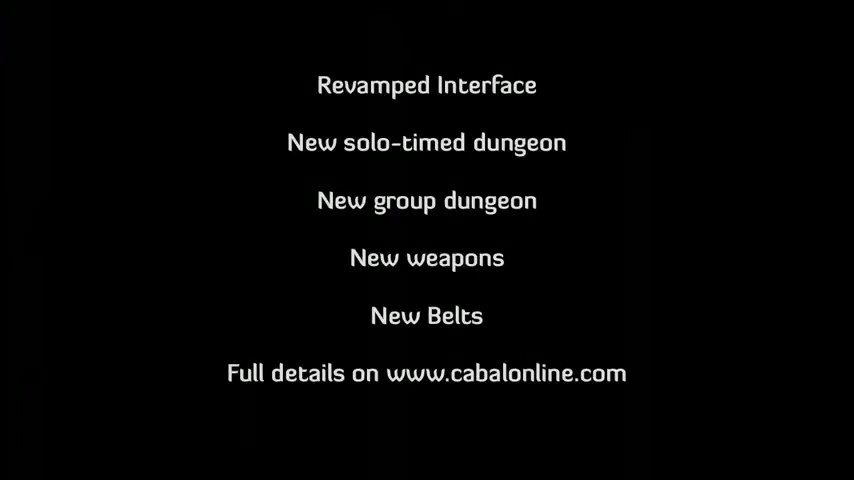 Revamped Interface
New solo-timed dungeon
New group dungeon
New weapons
New Belts
Full details on www.cabalonline.com